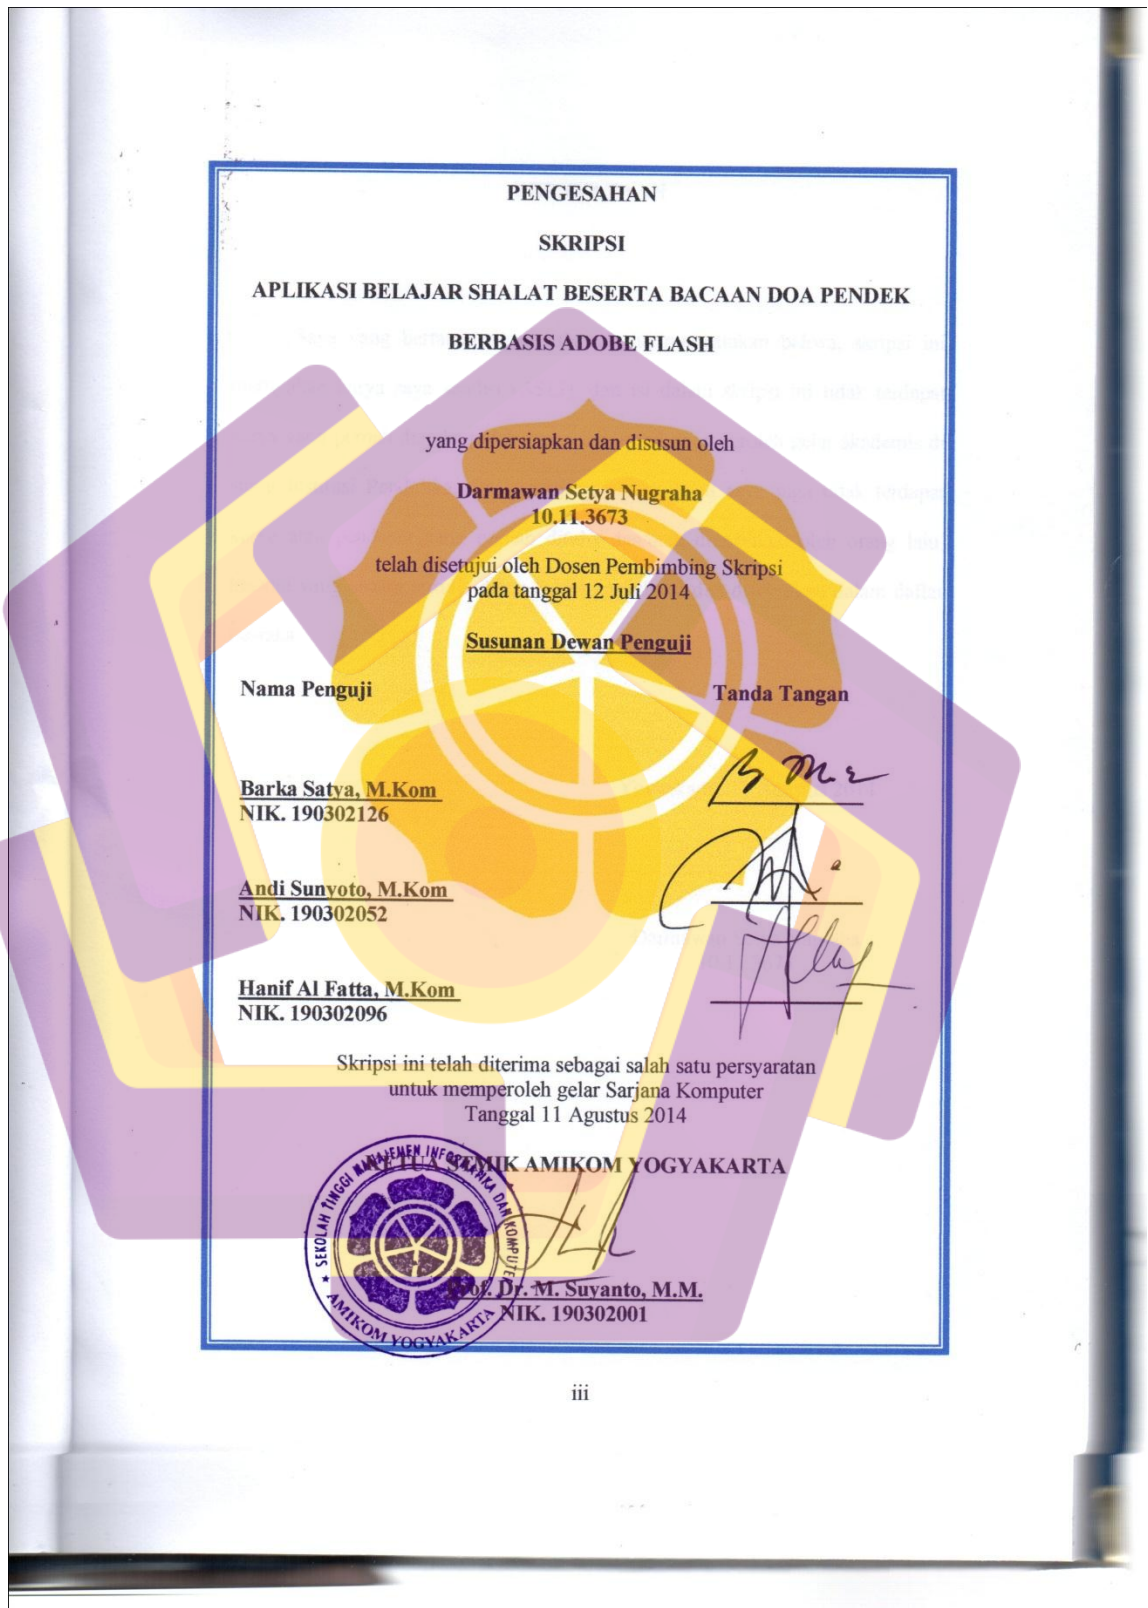 PENGESAHAN
SKRIPSI
APLIKASI BELAJAR SHALAT BESERTA BACAAN DOA PENDEK
BERBASIS ADOBE FLASH
yang dipersiapkan dan disusun oleh
Darmawan Setya Nugraha
10.11.3673
telah disetujui oleh Dosen Pembimbing Skripsi
pada tanggal 12 Juli 2014
Susunan Dewan Penguji
Nama Penguji Tanda Tangan
Barka Satya, M.Kom
NIK. 190302126
Andi Sunyoto, M.Kom
NIK. 190302052
Hanif Al Fatta, M.Kom
NIK. 190302096
Skripsi ini telah diterima sebagai salah satu persyaratan
untuk memperoleh gelar Sarjana Komputer
Tanggal 11 Agustus 2014
KETUA STMIK AMIKOM YOGYAKARTA
SEKOLAH TINGGI MANAJEMEN INFORMATIKA DAN KOMPUTER
AMIKOM YOGYAKARTA
Prof. Dr. M. Suyanto, M.M.
NIK. 190302001
iii